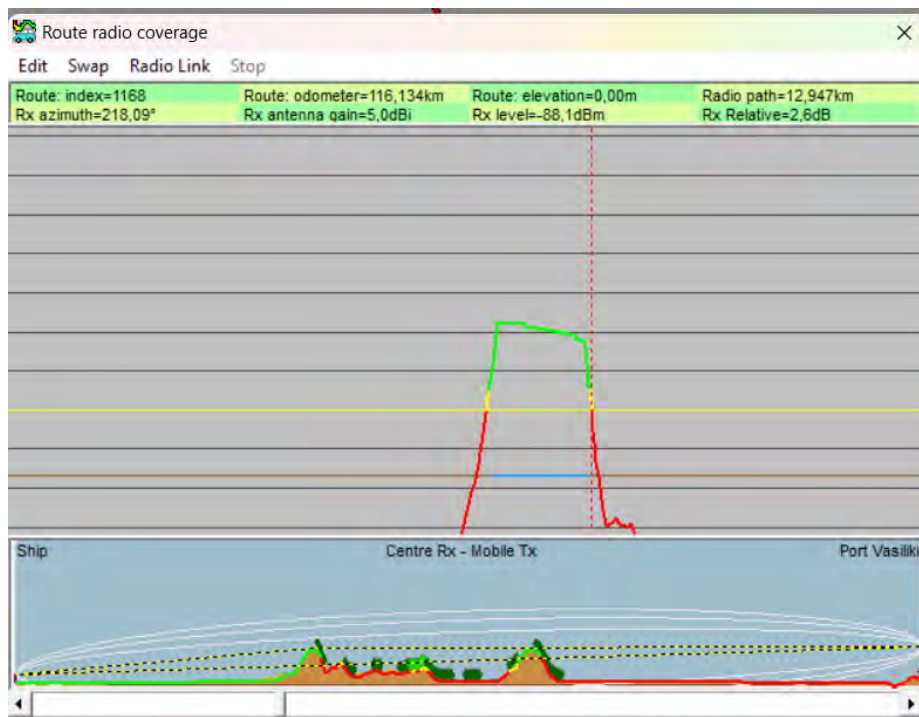 Route radio coverage
Edit Swap Radio Link Stop
Route: index=1168 Route: odometer=116,134km Route: elevation=0,00m Radio path=12,947km
Rx azimuth=218,09° Rx antenna gain=5,0dBi Rx level=-88,1dBm Rx Relative=2,6dB
Ship Centre Rx - Mobile Tx Port Vasiliki